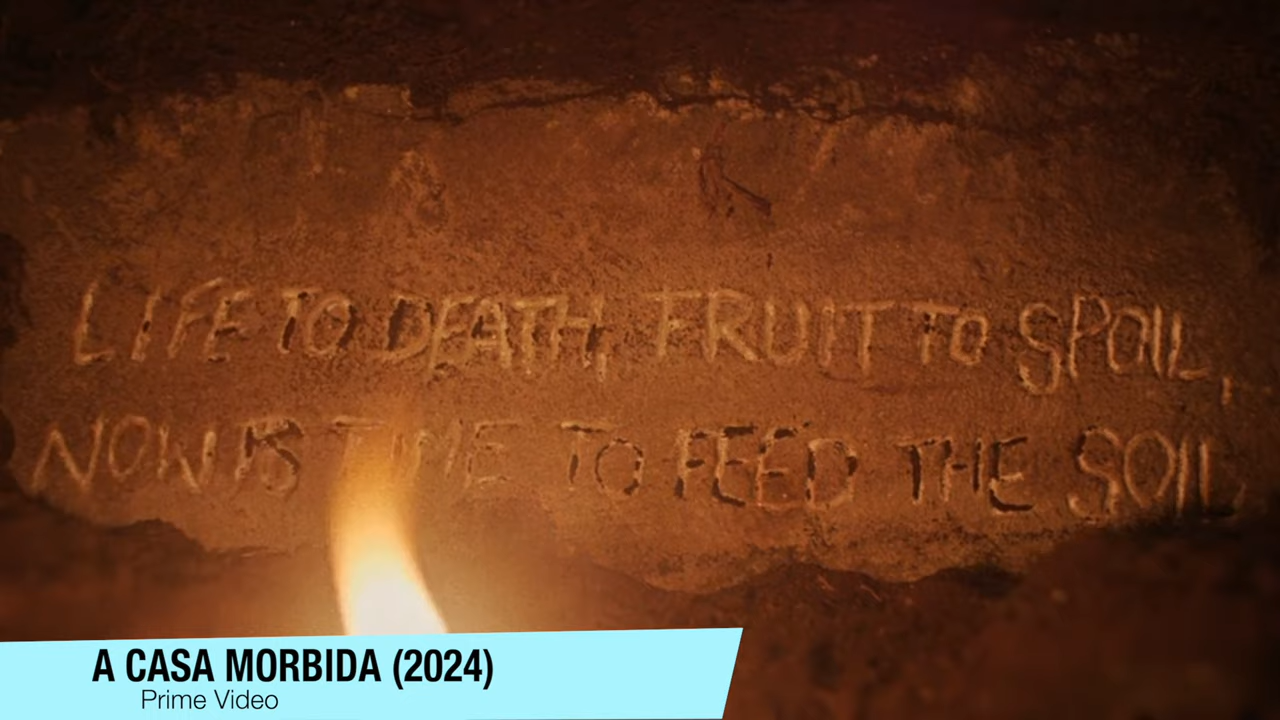 LIFE TO DEATH, FRUIT TO SPOIL,
NOW IS TIME TO FEED THE SOIL
A CASA MORBIDA (2024)
Prime Video